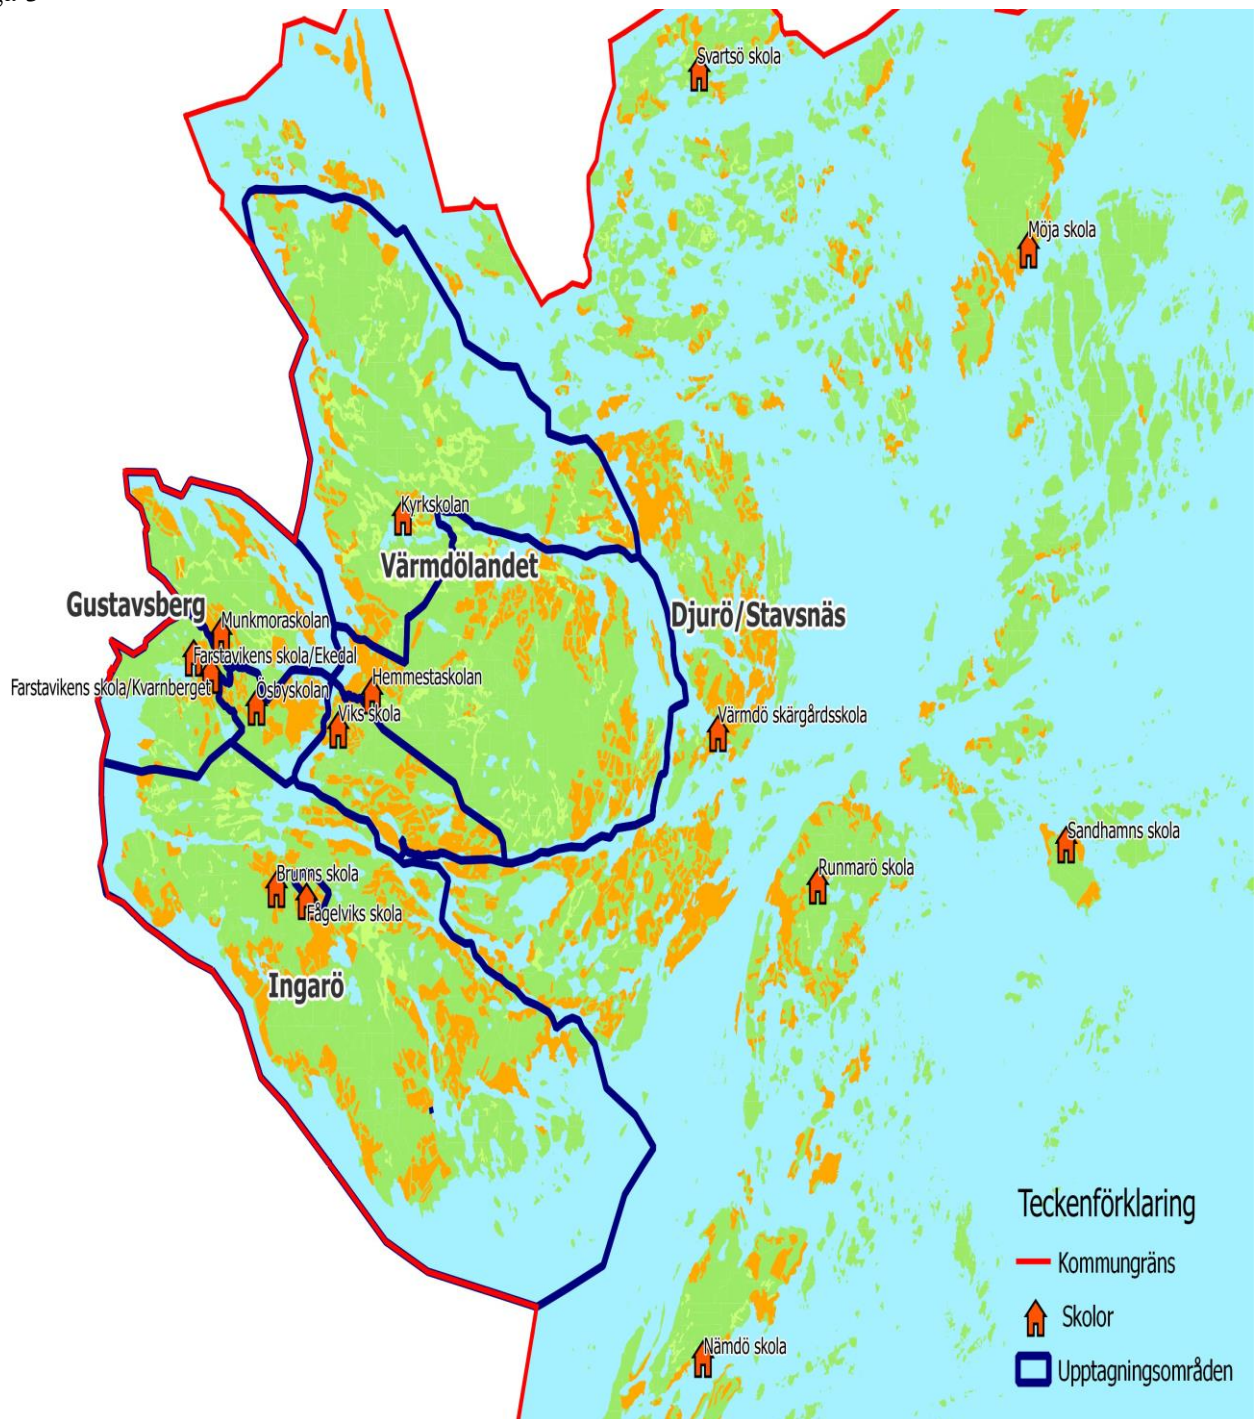 Svartsö skola
Möja skola
Kyrkskolan
Värmdölandet
Gustavsberg
Munkmoraskolan
Djurö/Stavsnäs
Farstavikens skola/Ekedal
Farstavikens skola/Kvarnberget
Ösbyskolan
Hemmestaskolan
Viks skola
Värmdö skärgårdsskola
Sandhamns skola
Brunns skola
Runmarö skola
Fågelviks skola
Ingarö
Teckenförklaring
Kommungräns
Skolor
Nämdö skola
Upptagningsområden